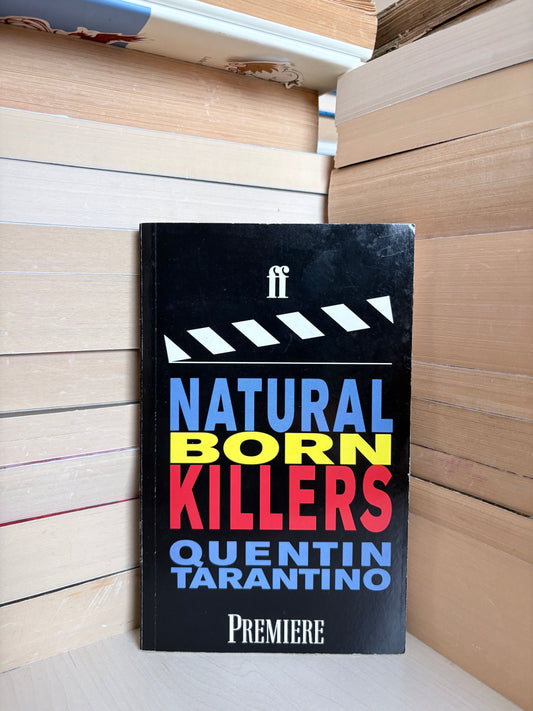 ff
NATURAL
BORN
KILLERS
QUENTIN
TARANTINO
PREMIERE